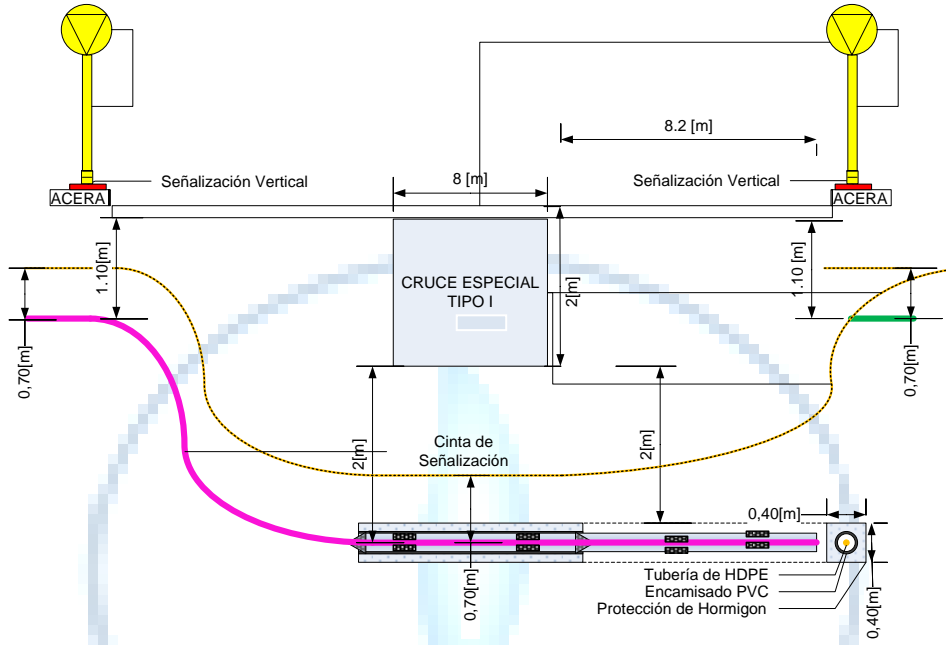 8.2 [m]
Señalización Vertical
8 [m]
Señalización Vertical
ACERA
ACERA
1.10[m]
CRUCE ESPECIAL
TIPO I
2[m]
1.10 [m]
0,70[m]
0,70[m]
Cinta de
Señalización
2[m]
2[m]
0,40[m]
0,70[m]
Tubería de HDPE
Encamisado PVC
Protección de Hormigon
0,40[m]